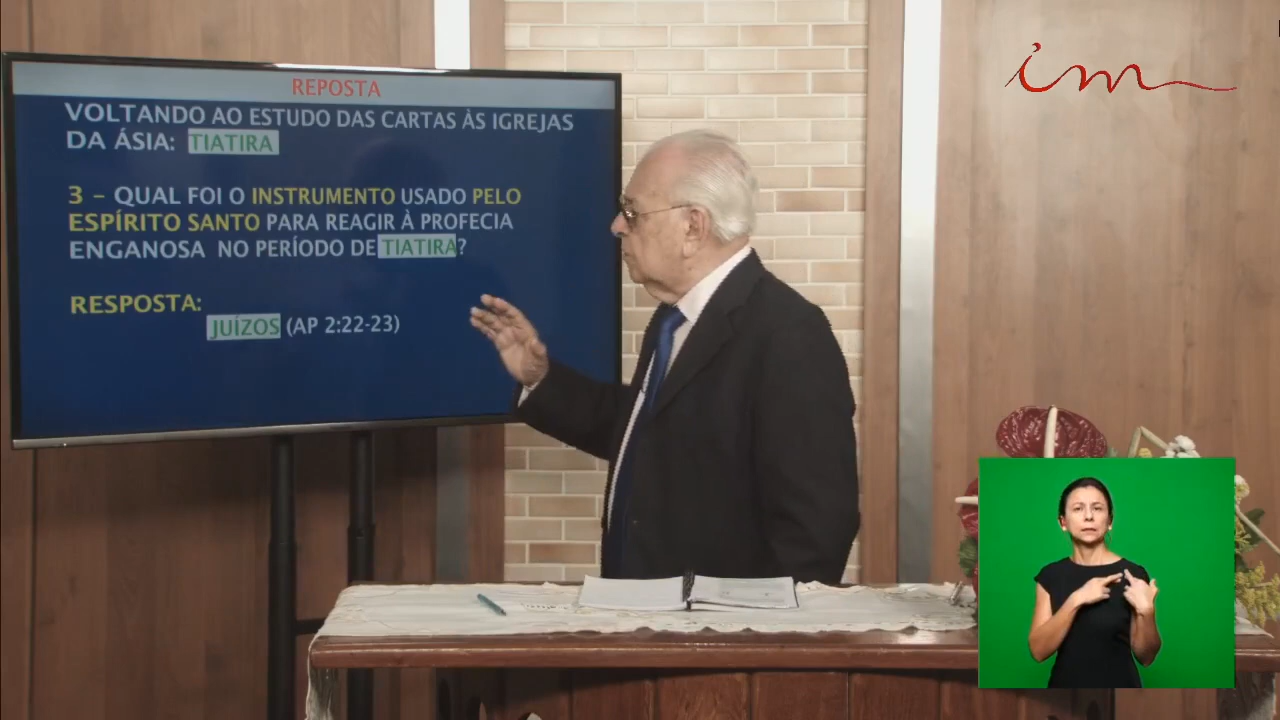 im
REPOSTA
VOLTANDO AO ESTUDO DAS CARTAS ÀS IGREJAS
DA ÁSIA: TIATIRA
3 – QUAL FOI O INSTRUMENTO USADO PELO
ESPÍRITO SANTO PARA REAGIR À PROFECIA
ENGANOSA NO PERÍODO DE TIATIRA?
RESPOSTA:
JUÍZOS (AP 2:22-23)